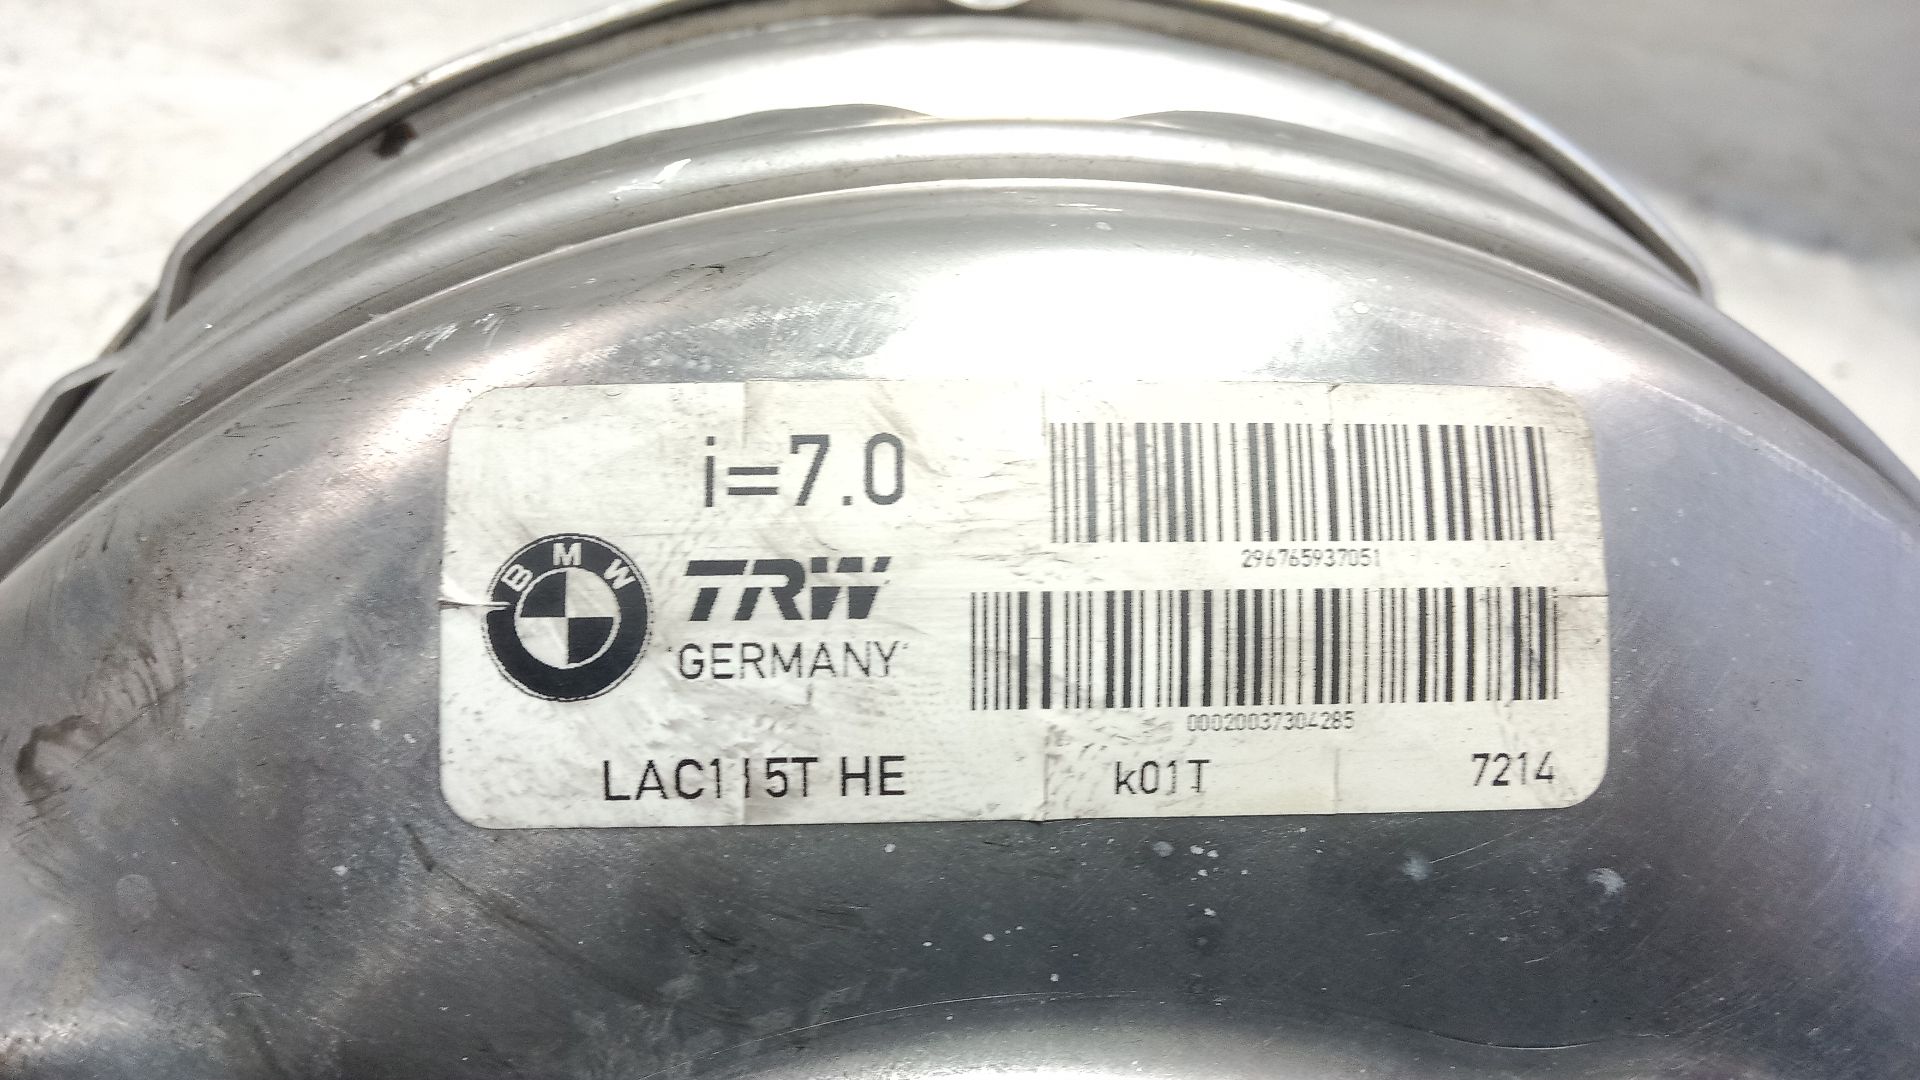 i=7.0
296765937051
BMW
TRW
GERMANY
00020037304285
LAC115T HE
k01T
7214